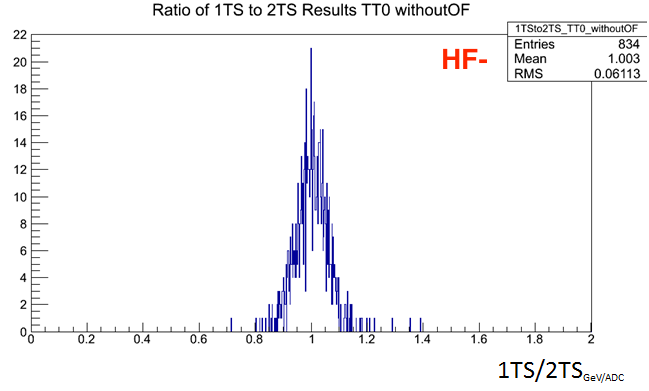 Ratio of 1TS to 2TS Results TT0 withoutOF
1TSto2TS_TT0_withoutOF
Entries 834
Mean 1.003
RMS 0.06113
HF-
22
20
18
16
14
12
10
8
6
4
2
0
0 0.2 0.4 0.6 0.8 1 1.2 1.4 1.6 1.8 2
1TS/2TS GeV/ADC